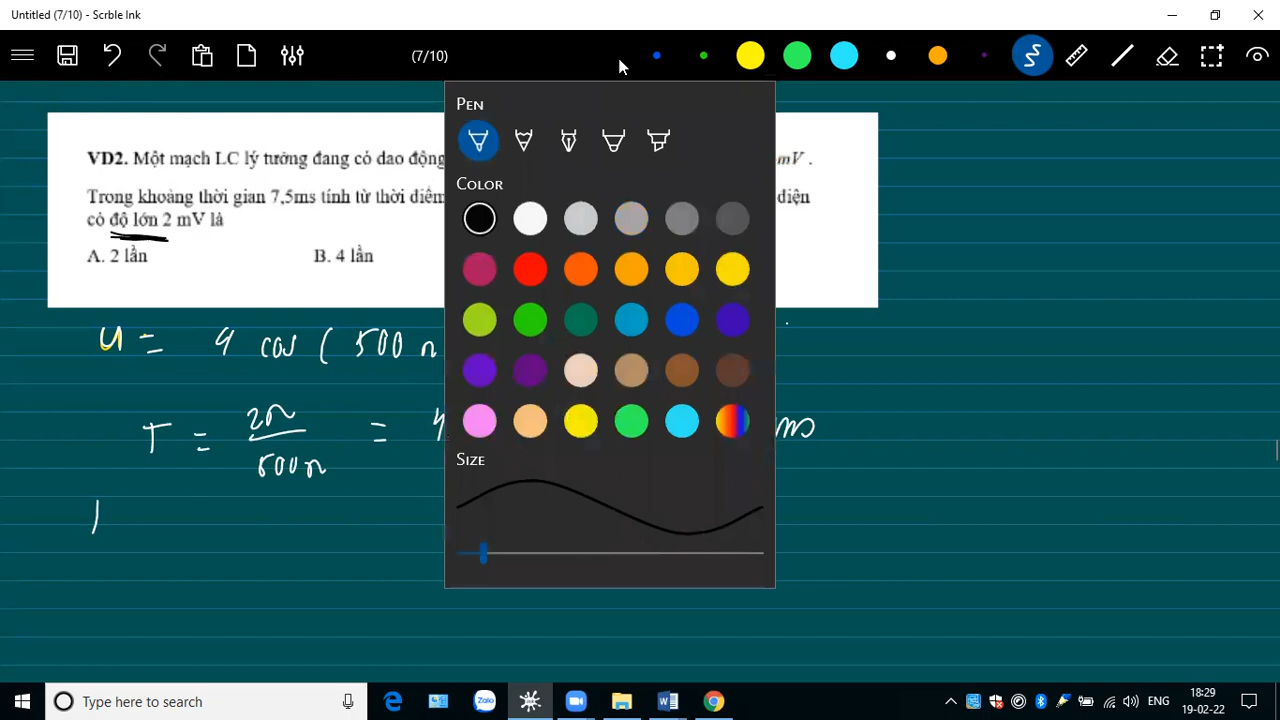 Untitled (7/10) - Scrble Ink
(7/10)
VD2. Một mạch LC lý tưởng đang có dao động
mV .
Trong khoảng thời gian 7,5ms tính từ thời điểm
điện
có độ lớn 2 mV là
A. 2 lần
B. 4 lần
PEN
COLOR
SIZE
u = 4 cos ( 500 π
T = 2π / 500π = 4
ms
Type here to search
Zalo
ENG
18:29
19-02-22